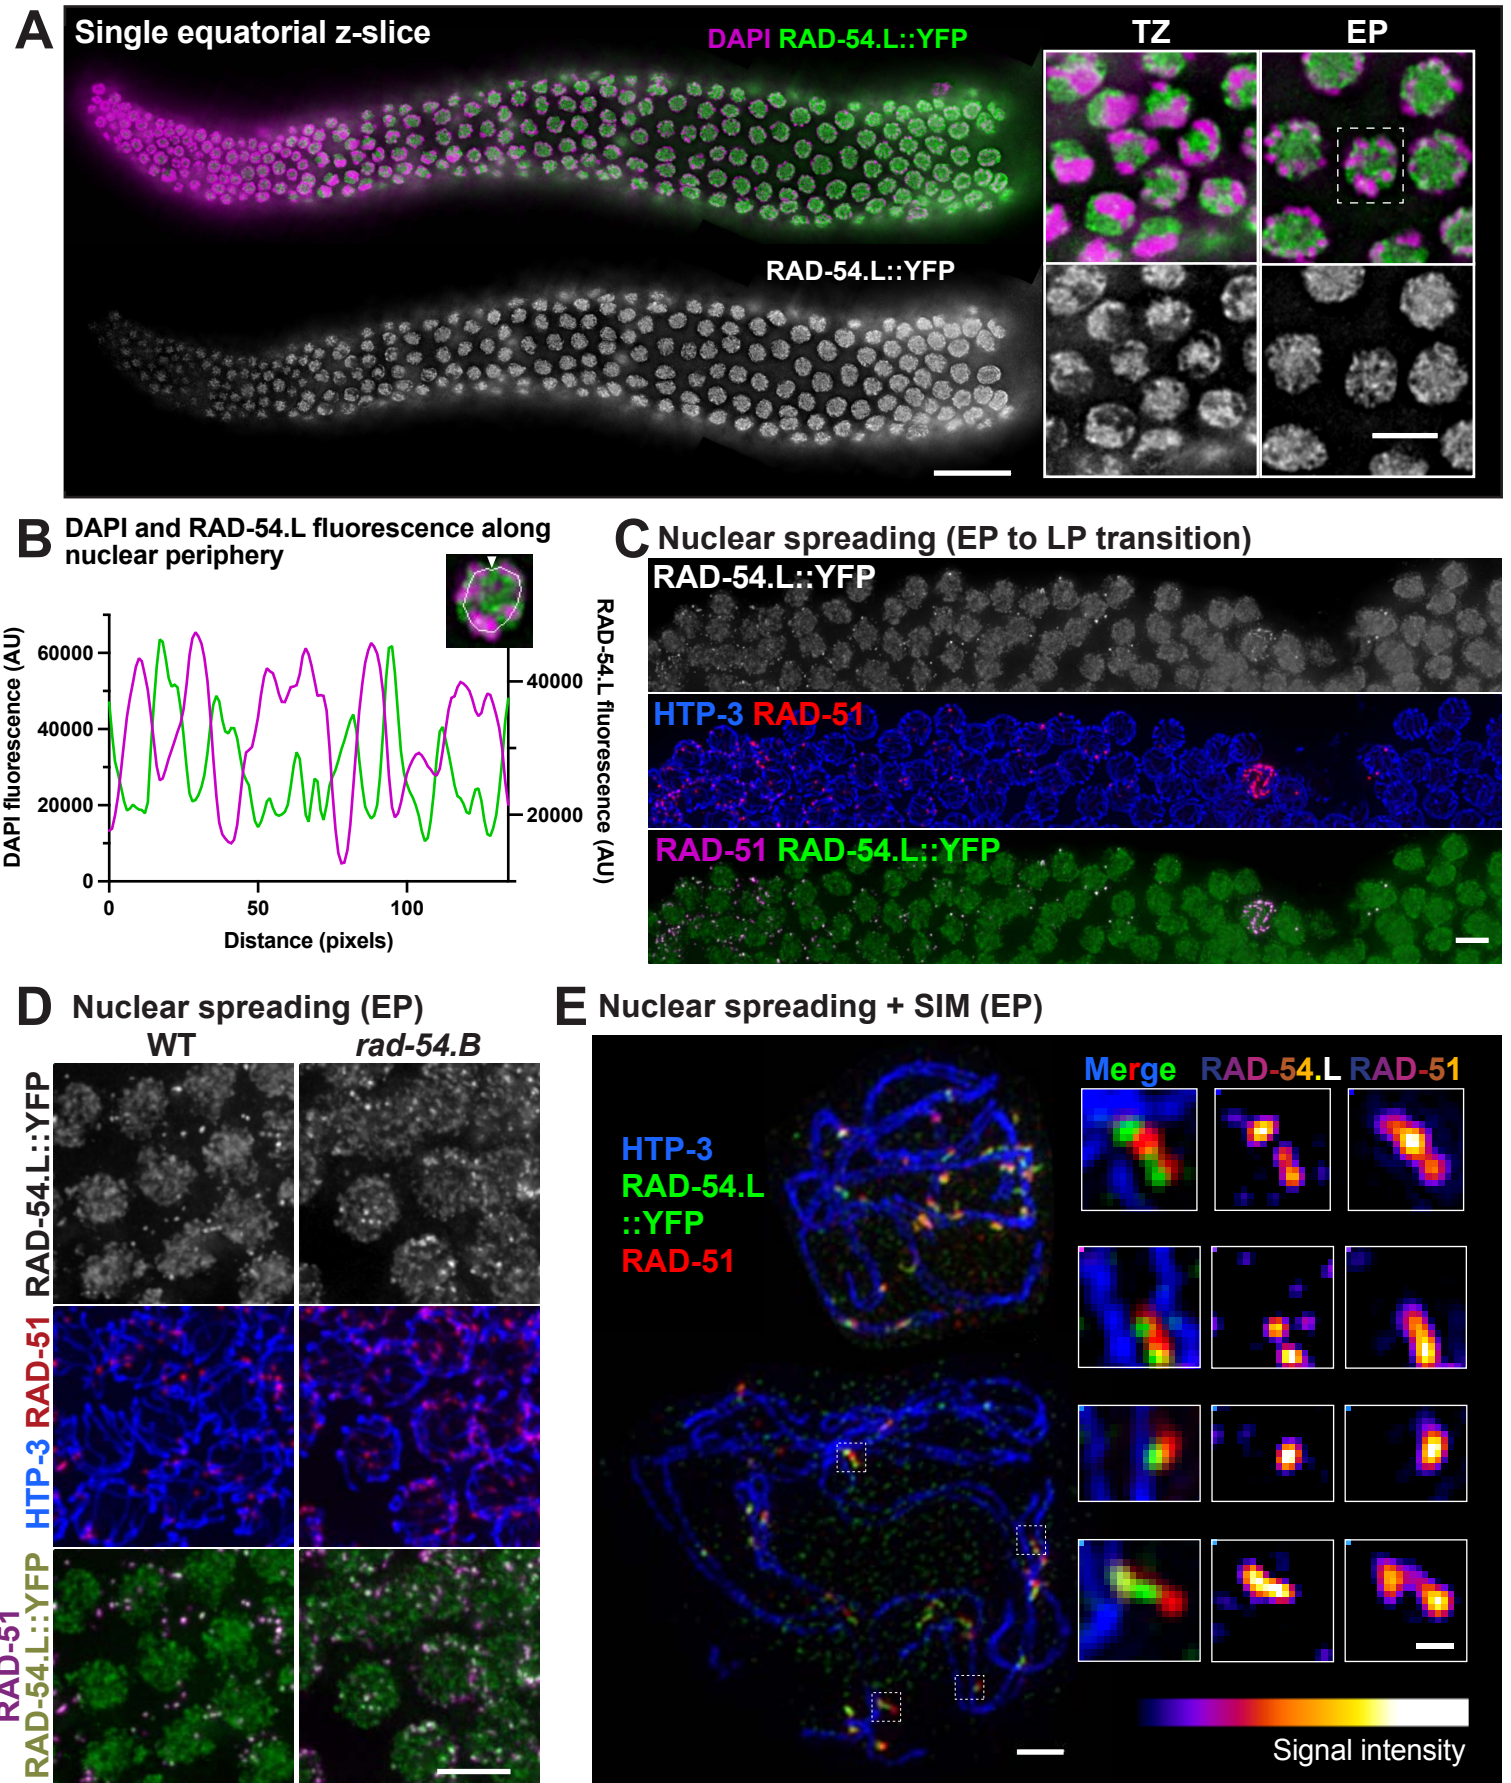 A
Single equatorial z-slice
DAPI RAD-54.L::YFP
TZ
EP
RAD-54.L::YFP
B
DAPI and RAD-54.L fluorescence along
nuclear periphery
DAPI fluorescence (AU)
60000
40000
20000
0
0
50
100
Distance (pixels)
40000
20000
RAD-54.L fluorescence (AU)
C
Nuclear spreading (EP to LP transition)
RAD-54.L::YFP
HTP-3 RAD-51
RAD-51 RAD-54.L::YFP
D
Nuclear spreading (EP)
WT
rad-54.B
RAD-54.L::YFP
HTP-3 RAD-51
RAD-51
RAD-54.L::YFP
E
Nuclear spreading + SIM (EP)
HTP-3
RAD-54.L
::YFP
RAD-51
Merge
RAD-54.L
RAD-51
Signal intensity